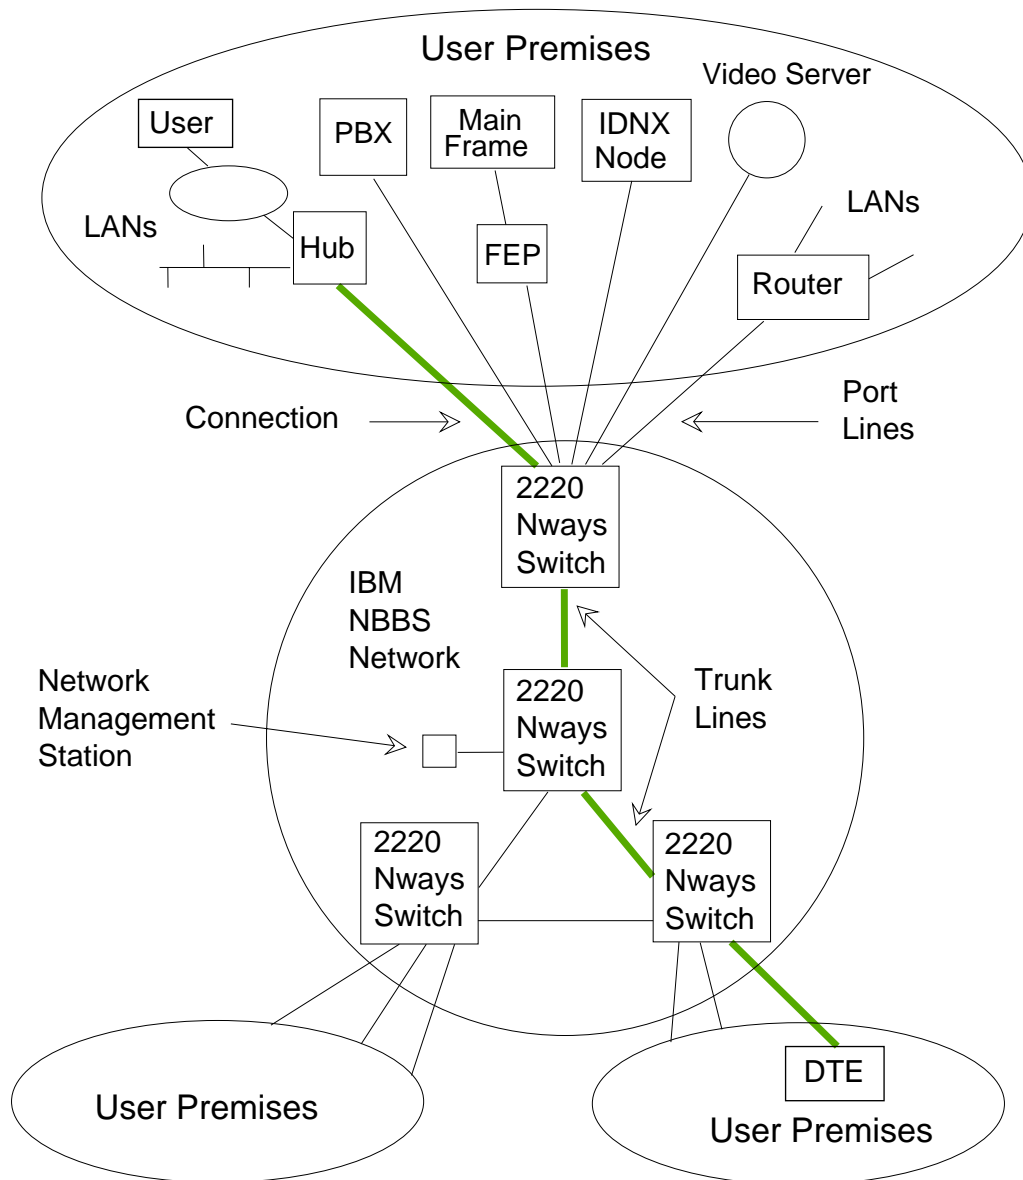 User Premises
Video Server
User
PBX
Main
Frame
IDNX
Node
LANs
LANs
Hub
FEP
Router
Connection
Port
Lines
2220
Nways
Switch
IBM
NBBS
Network
Network
Management
Station
2220
Nways
Switch
Trunk
Lines
2220
Nways
Switch
2220
Nways
Switch
User Premises
DTE
User Premises